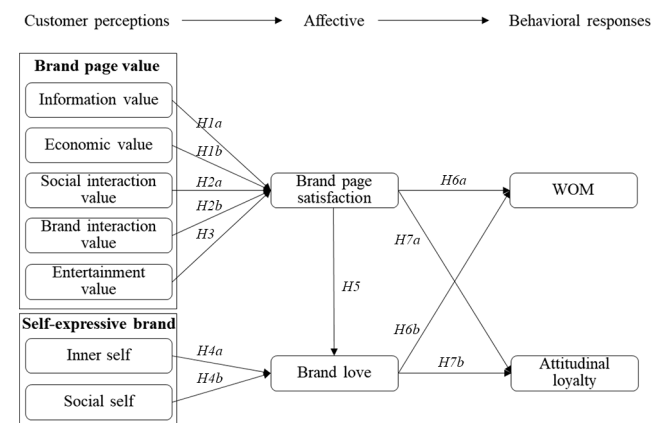 Customer perceptions
Affective
Behavioral responses
Brand page value
Information value
Economic value
Social interaction
value
Brand interaction
value
Entertainment
value
H1a
H1b
H2a
H2b
H3
Brand page
satisfaction
H6a
WOM
H7a
H5
H6b
Self-expressive brand
Inner self
Social self
H4a
H4b
Brand love
H7b
Attitudinal
loyalty